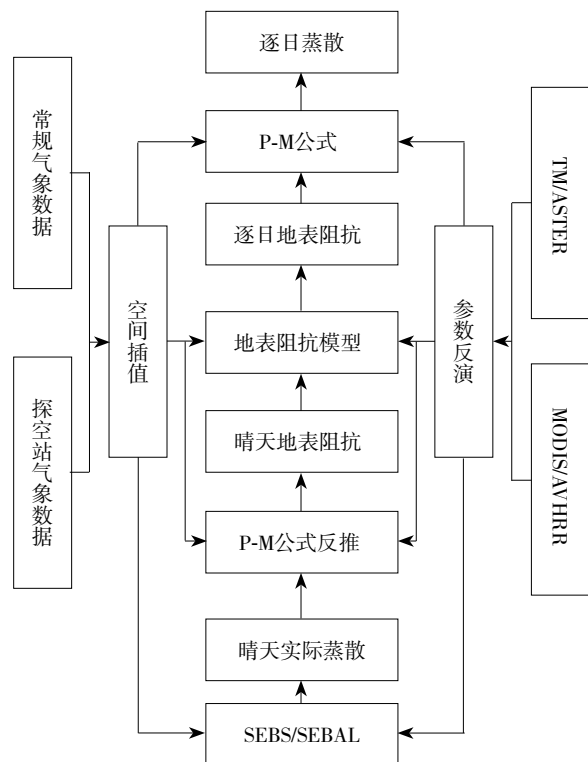 逐日蒸散
常规气象数据
P-M公式
TM/ASTER
逐日地表阻抗
空间插值
参数反演
地表阻抗模型
探空站气象数据
晴天地表阻抗
MODIS/AVHRR
P-M公式反推
晴天实际蒸散
SEBS/SEBAL